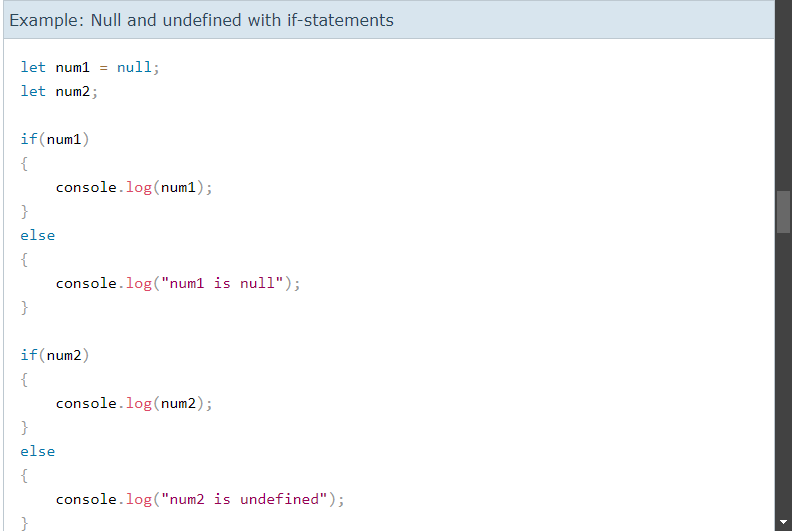 Example: Null and undefined with if-statements
let num1 = null;
let num2;
if(num1)
{
    console.log(num1);
}
else
{
    console.log("num1 is null");
}
if(num2)
{
    console.log(num2);
}
else
{
    console.log("num2 is undefined");
}